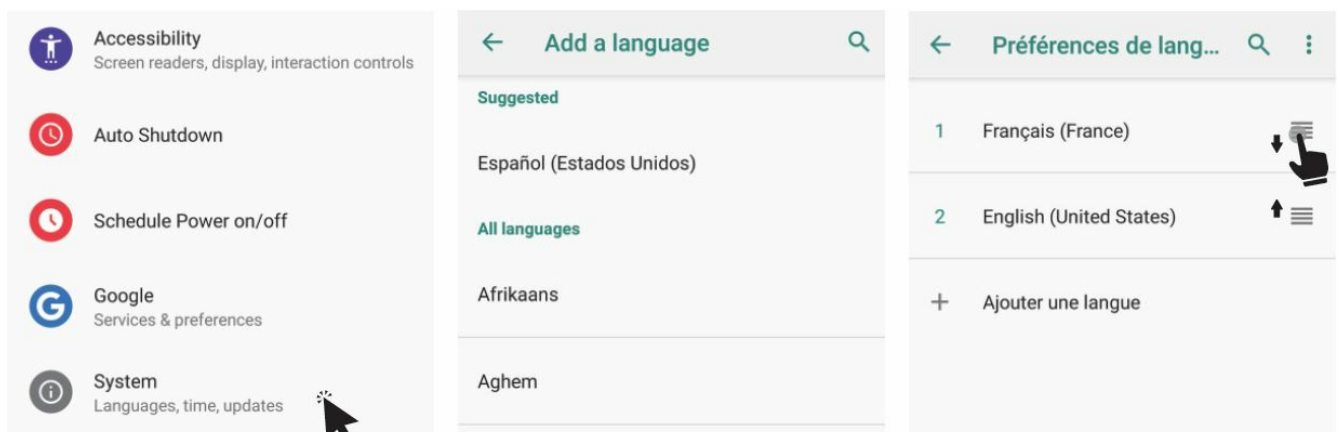 Accessibility
Screen readers, display, interaction controls
Auto Shutdown
Schedule Power on/off
Google
Services & preferences
System
Languages, time, updates
Add a language
Suggested
Español (Estados Unidos)
All languages
Afrikaans
Aghem
Préférences de lang...
1 Français (France)
2 English (United States)
+ Ajouter une langue